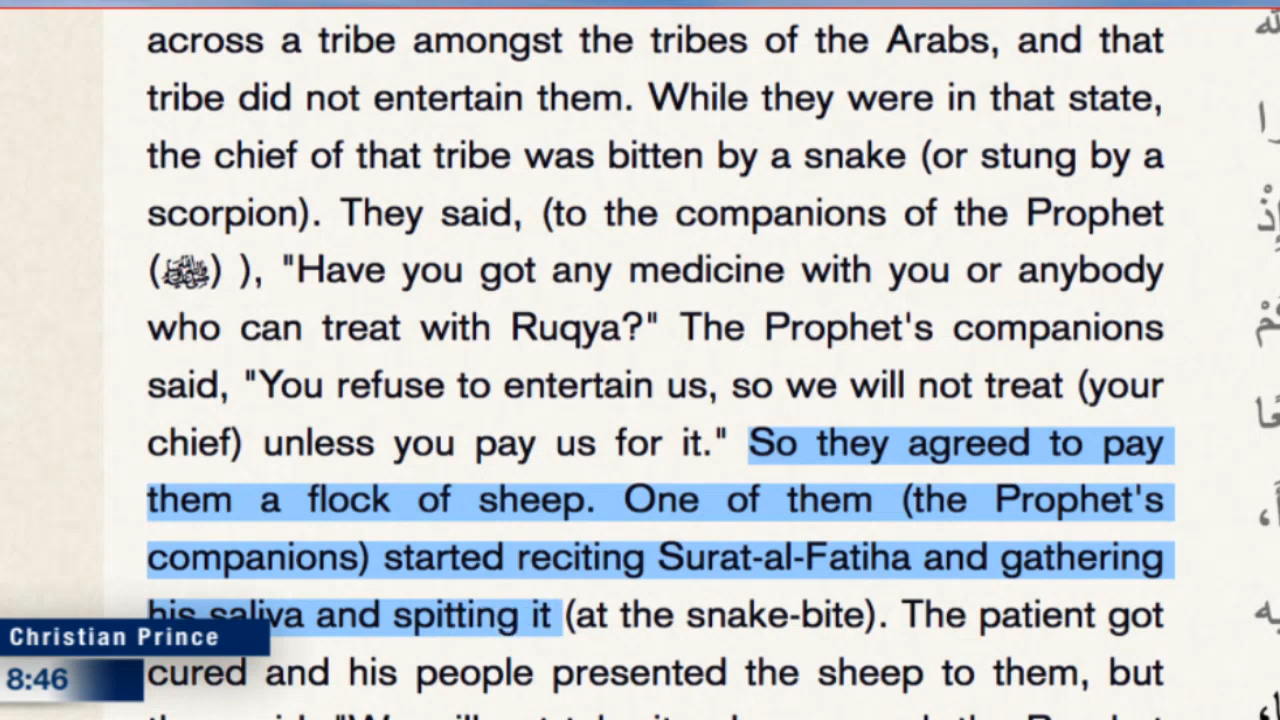 across a tribe amongst the tribes of the Arabs, and that
tribe did not entertain them. While they were in that state,
the chief of that tribe was bitten by a snake (or stung by a
scorpion). They said, (to the companions of the Prophet
(ﷺ) ), "Have you got any medicine with you or anybody
who can treat with Ruqya?" The Prophet's companions
said, "You refuse to entertain us, so we will not treat (your
chief) unless you pay us for it." So they agreed to pay
them a flock of sheep. One of them (the Prophet's
companions) started reciting Surat-al-Fatiha and gathering
his saliva and spitting it (at the snake-bite). The patient got
cured and his people presented the sheep to them, but
Christian Prince
8:46